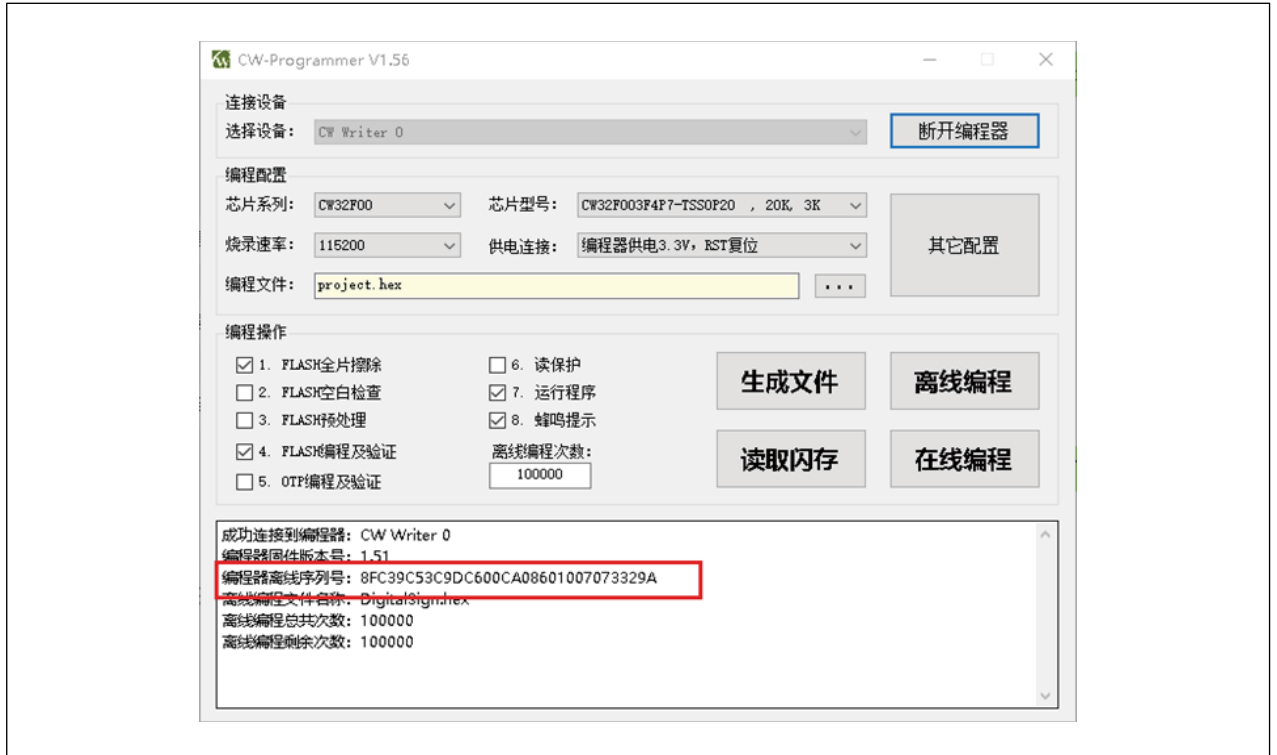 CW-Programmer V1.56
连接设备
选择设备： CW Writer 0 断开编程器
编程配置
芯片系列： CW32F00 芯片型号： CW32F003F4P7-TSSOP20 , 20K, 3K
其它配置
烧录速率： 115200 供电连接： 编程器供电3.3V，RST复位
编程文件： project.hex ...
编程操作
1. FLASH全片擦除 6. 读保护
2. FLASH空白检查 7. 运行程序
3. FLASH预处理 8. 蜂鸣提示
生成文件 离线编程
4. FLASH编程及验证 离线编程次数：
5. OTP编程及验证 100000
读取闪存 在线编程
成功连接到编程器： CW Writer 0
编程器固件版本号： 1.51
编程器离线序列号： 8FC39C53C9DC600CA08601007073329A
离线编程文件名称： DigitalSign.hex
离线编程总共次数： 100000
离线编程剩余次数： 100000